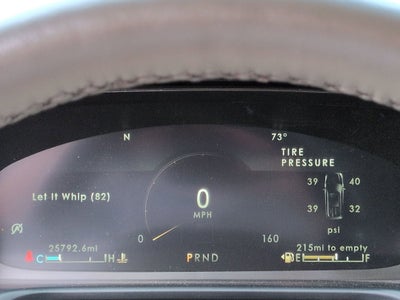 N 73°
TIRE
PRESSURE
39 40
Let It Whip (82)
0
MPH
39 32
0 160
psi
25792.6mi
215mi to empty
C H
PRND
E F